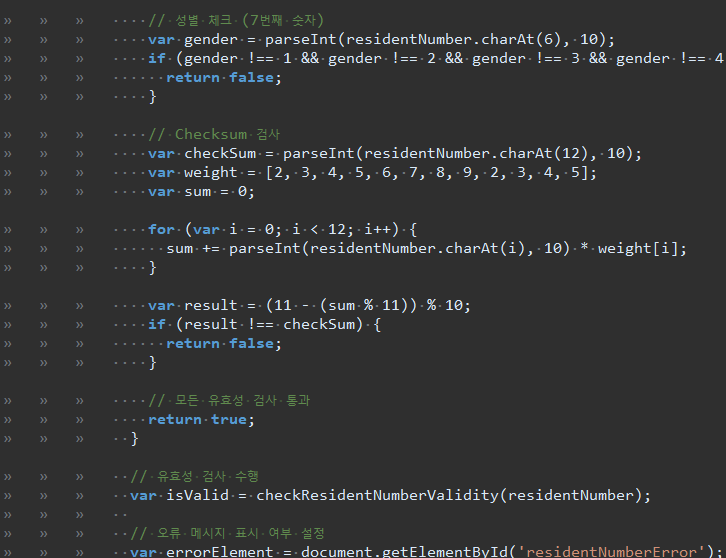 // 성별 체크 (7번째 숫자)
var gender = parseInt(residentNumber.charAt(6), 10);
if (gender !== 1 && gender !== 2 && gender !== 3 && gender !== 4
return false;
}
// Checksum 검사
var checkSum = parseInt(residentNumber.charAt(12), 10);
var weight = [2, 3, 4, 5, 6, 7, 8, 9, 2, 3, 4, 5];
var sum = 0;
for (var i = 0; i < 12; i++) {
sum += parseInt(residentNumber.charAt(i), 10) * weight[i];
}
var result = (11 - (sum % 11)) % 10;
if (result !== checkSum) {
return false;
}
// 모든 유효성 검사 통과
return true;
}
// 유효성 검사 수행
var isValid = checkResidentNumberValidity(residentNumber);
// 오류 메시지 표시 여부 설정
var errorElement = document.getElementById('residentNumberError');